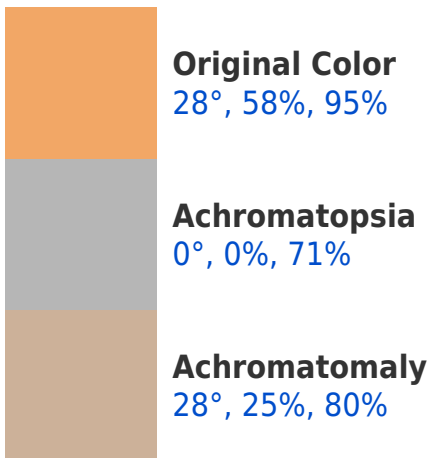 Original Color
28°, 58%, 95%
Achromatopsia
0°, 0%, 71%
Achromatomaly
28°, 25%, 80%